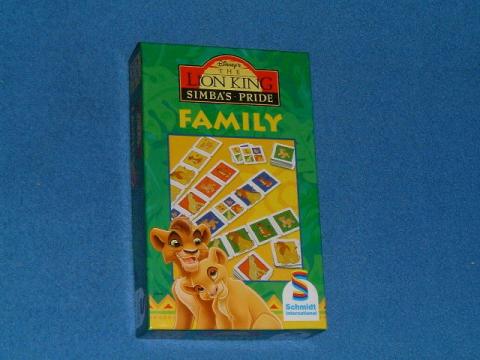 Disney's
THE
LION KING
SIMBA'S · PRIDE
FAMILY
S
Schmidt
International